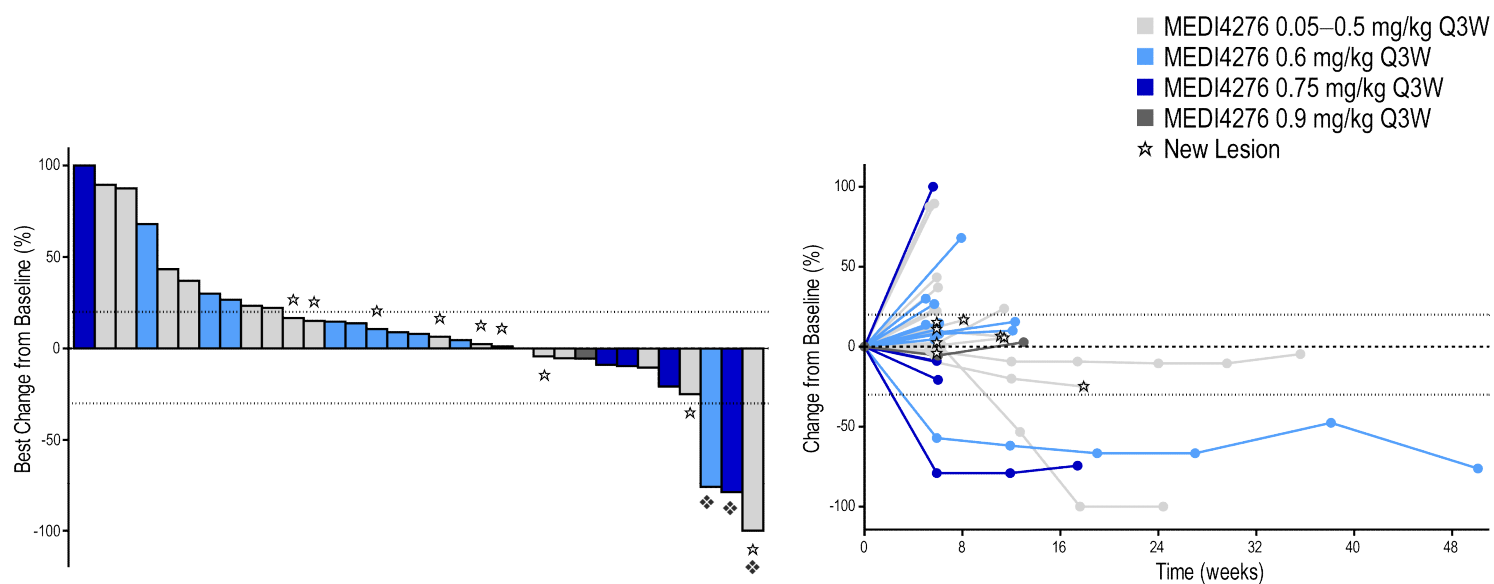 MEDI4276 0.05–0.5 mg/kg Q3W
MEDI4276 0.6 mg/kg Q3W
MEDI4276 0.75 mg/kg Q3W
MEDI4276 0.9 mg/kg Q3W
New Lesion
Best Change from Baseline (%)
100
50
0
-50
-100
Change from Baseline (%)
100
50
0
-50
-100
0 8 16 24 32 40 48
Time (weeks)